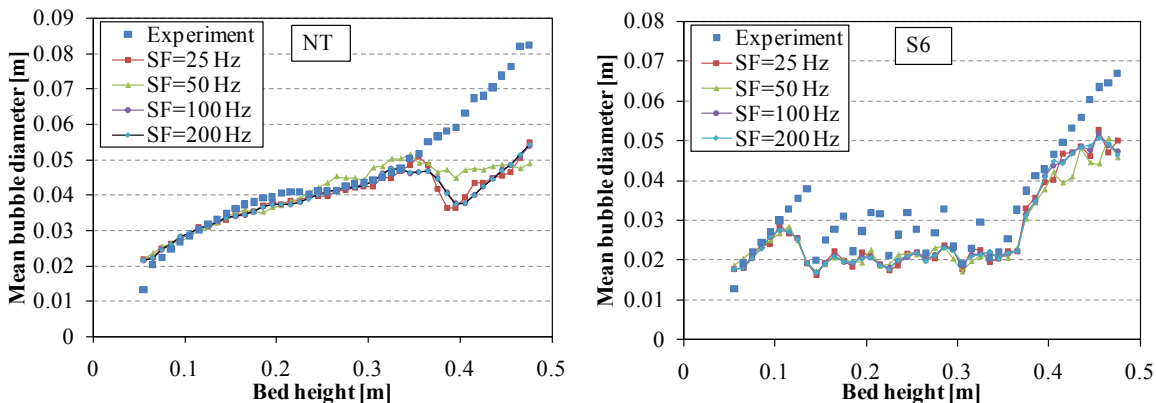 0.09
0.08
0.07
0.06
0.05
0.04
0.03
0.02
0.01
0
Mean bubble diameter [m]
NT
Experiment
SF=25 Hz
SF=50 Hz
SF=100 Hz
SF=200 Hz
0 0.1 0.2 0.3 0.4 0.5
Bed height [m]
0.08
0.07
0.06
0.05
0.04
0.03
0.02
0.01
0
Mean bubble diameter [m]
S6
Experiment
SF=25 Hz
SF=50 Hz
SF=100 Hz
SF=200 Hz
0 0.1 0.2 0.3 0.4 0.5
Bed height [m]